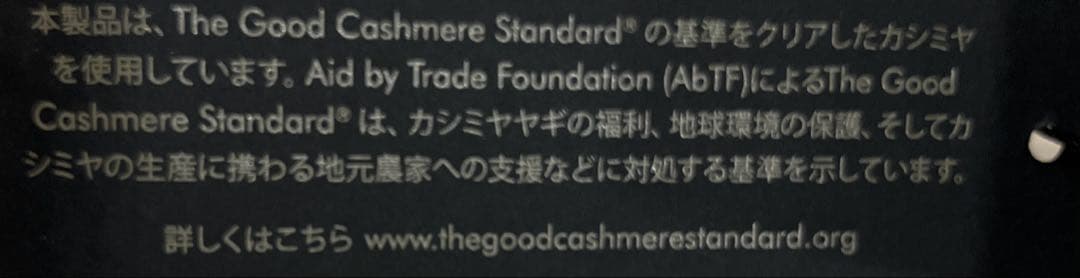 本製品は、The Good Cashmere Standard®の基準をクリアしたカシミヤ
を使用しています。Aid by Trade Foundation (AbTF)によるThe Good
Cashmere Standard®は、カシミヤヤギの福利、地球環境の保護、そしてカ
シミヤの生産に携わる地元農家への支援などに対処する基準を示しています。
詳しくはこちら www.thegoodcashmerestandard.org